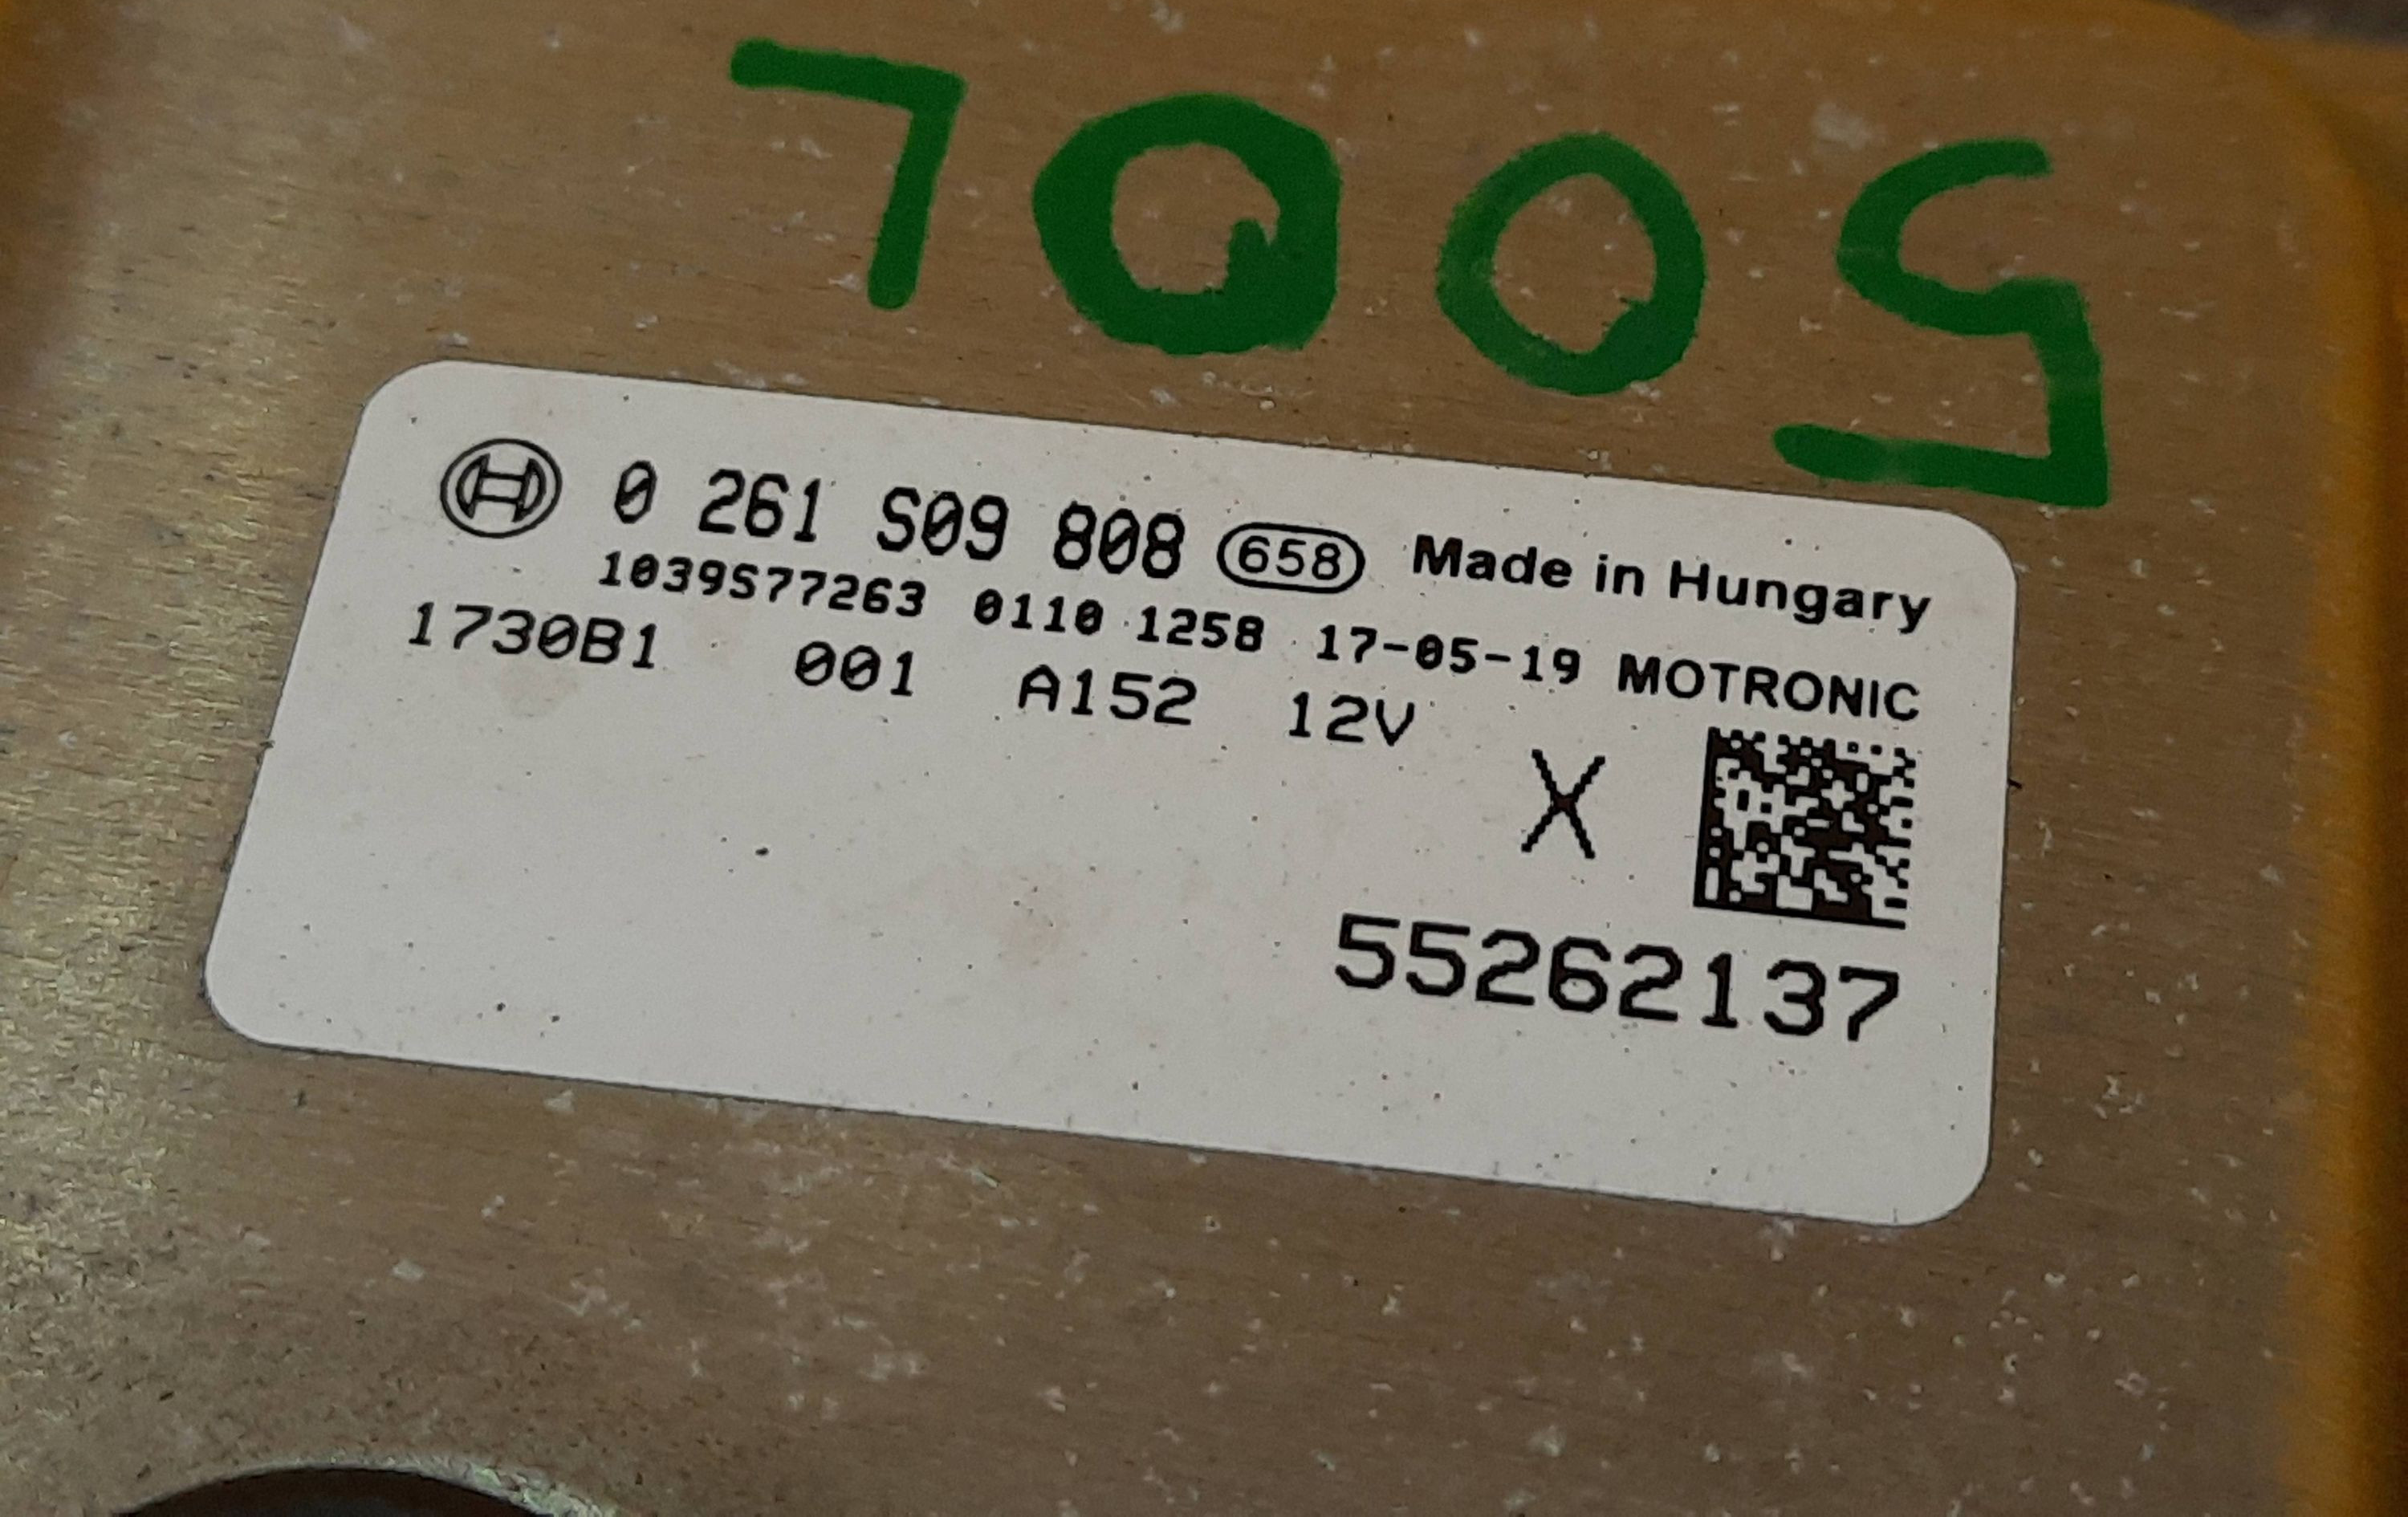 500L
0 261 S09 808 658 Made in Hungary
1039S77263 0110 1258 17-05-19 MOTRONIC
1730B1 001 A152 12V
X
55262137